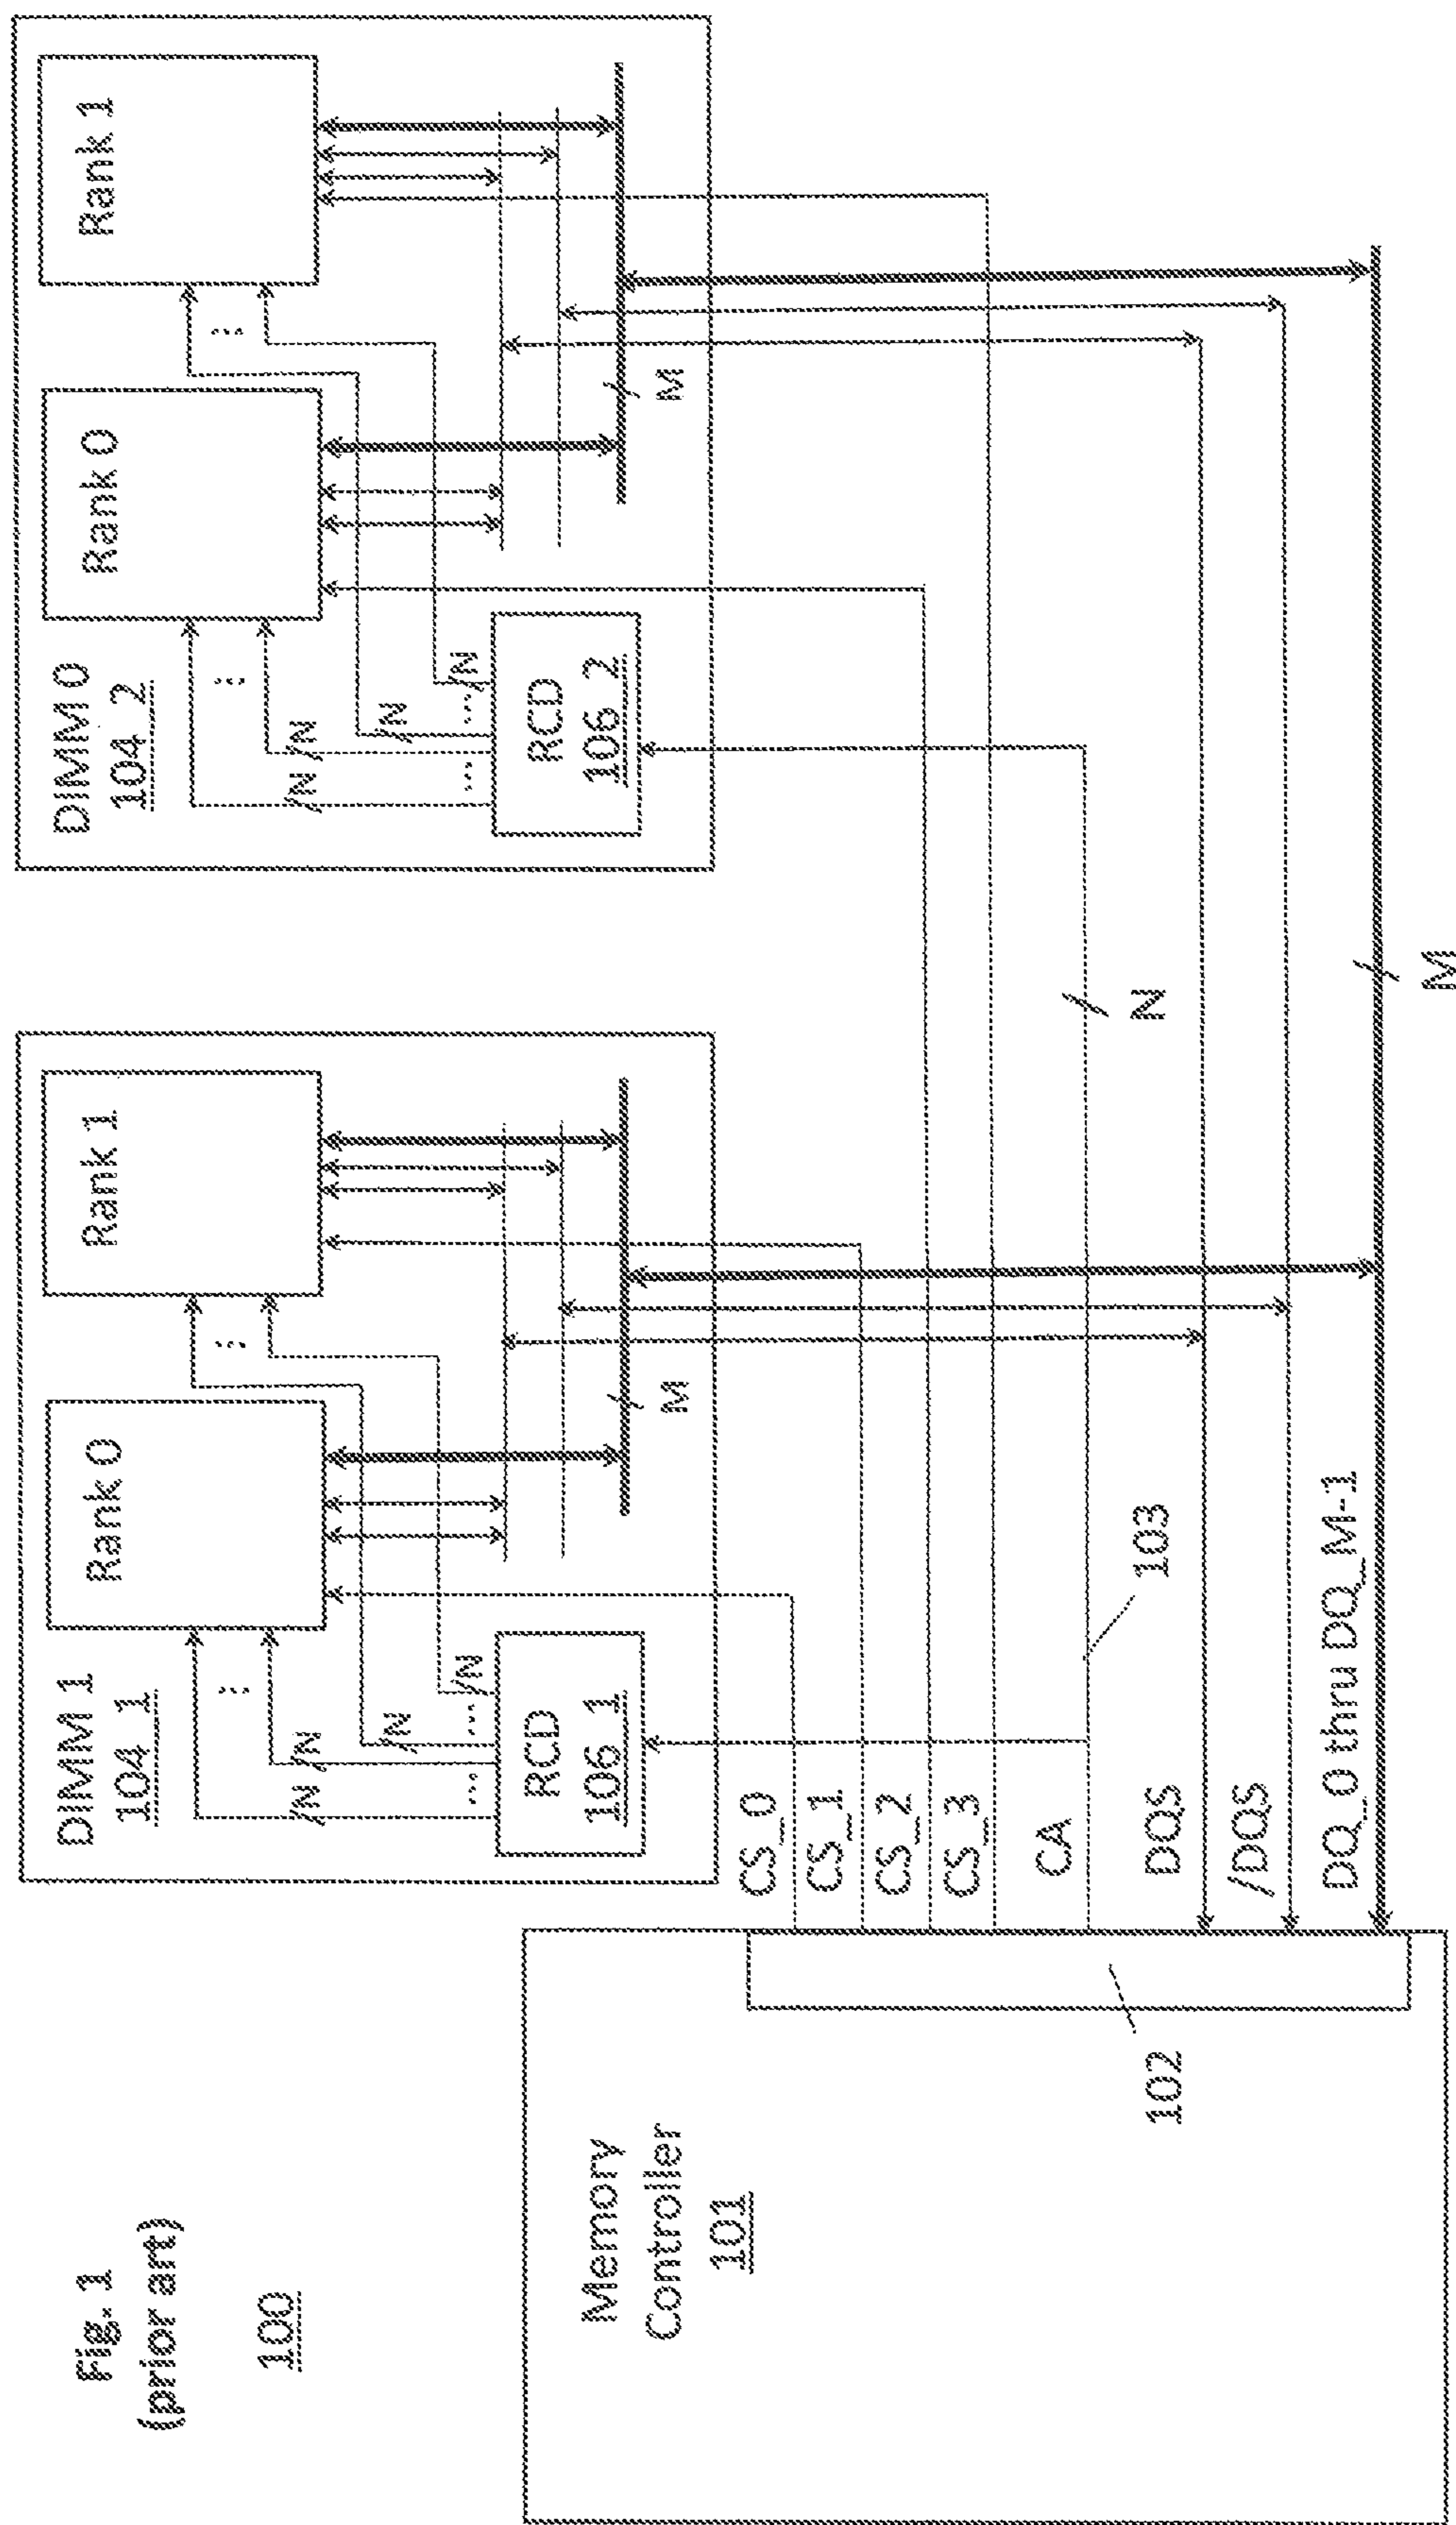 Fig. 1
(prior art)
100
Memory
Controller
101
102
DIMM 1
104_1
Rank 0
Rank 1
/N
/N
/N
/N
...
...
...
...
RCD
106_1
M
DIMM 0
104_2
Rank 0
Rank 1
/N
/N
/N
/N
...
...
...
...
RCD
106_2
M
CS_0
CS_1
CS_2
CS_3
CA
103
N
DQS
/DQS
DQ_0 thru DQ_M-1
M